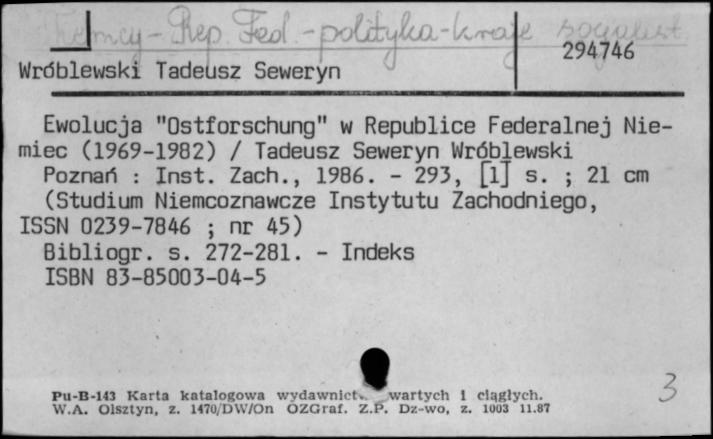 Niemcy - Rep. Fed. - polityka - kraje socjalist.
294746
Wróblewski Tadeusz Seweryn
Ewolucja "Ostforschung" w Republice Federalnej Nie-
miec (1969-1982) / Tadeusz Seweryn Wróblewski
Poznań : Inst. Zach., 1986. - 293, [1] s. ; 21 cm
(Studium Niemcoznawcze Instytutu Zachodniego,
ISSN 0239-7846 ; nr 45)
Bibliogr. s. 272-281. - Indeks
ISBN 83-85003-04-5
3
Pu-B-143 Karta katalogowa wydawnict. wartych i ciągłych.
W.A. Olsztyn, z. 1470/DW/On OZGraf. Z.P. Dz-wo, z. 1003 11.87